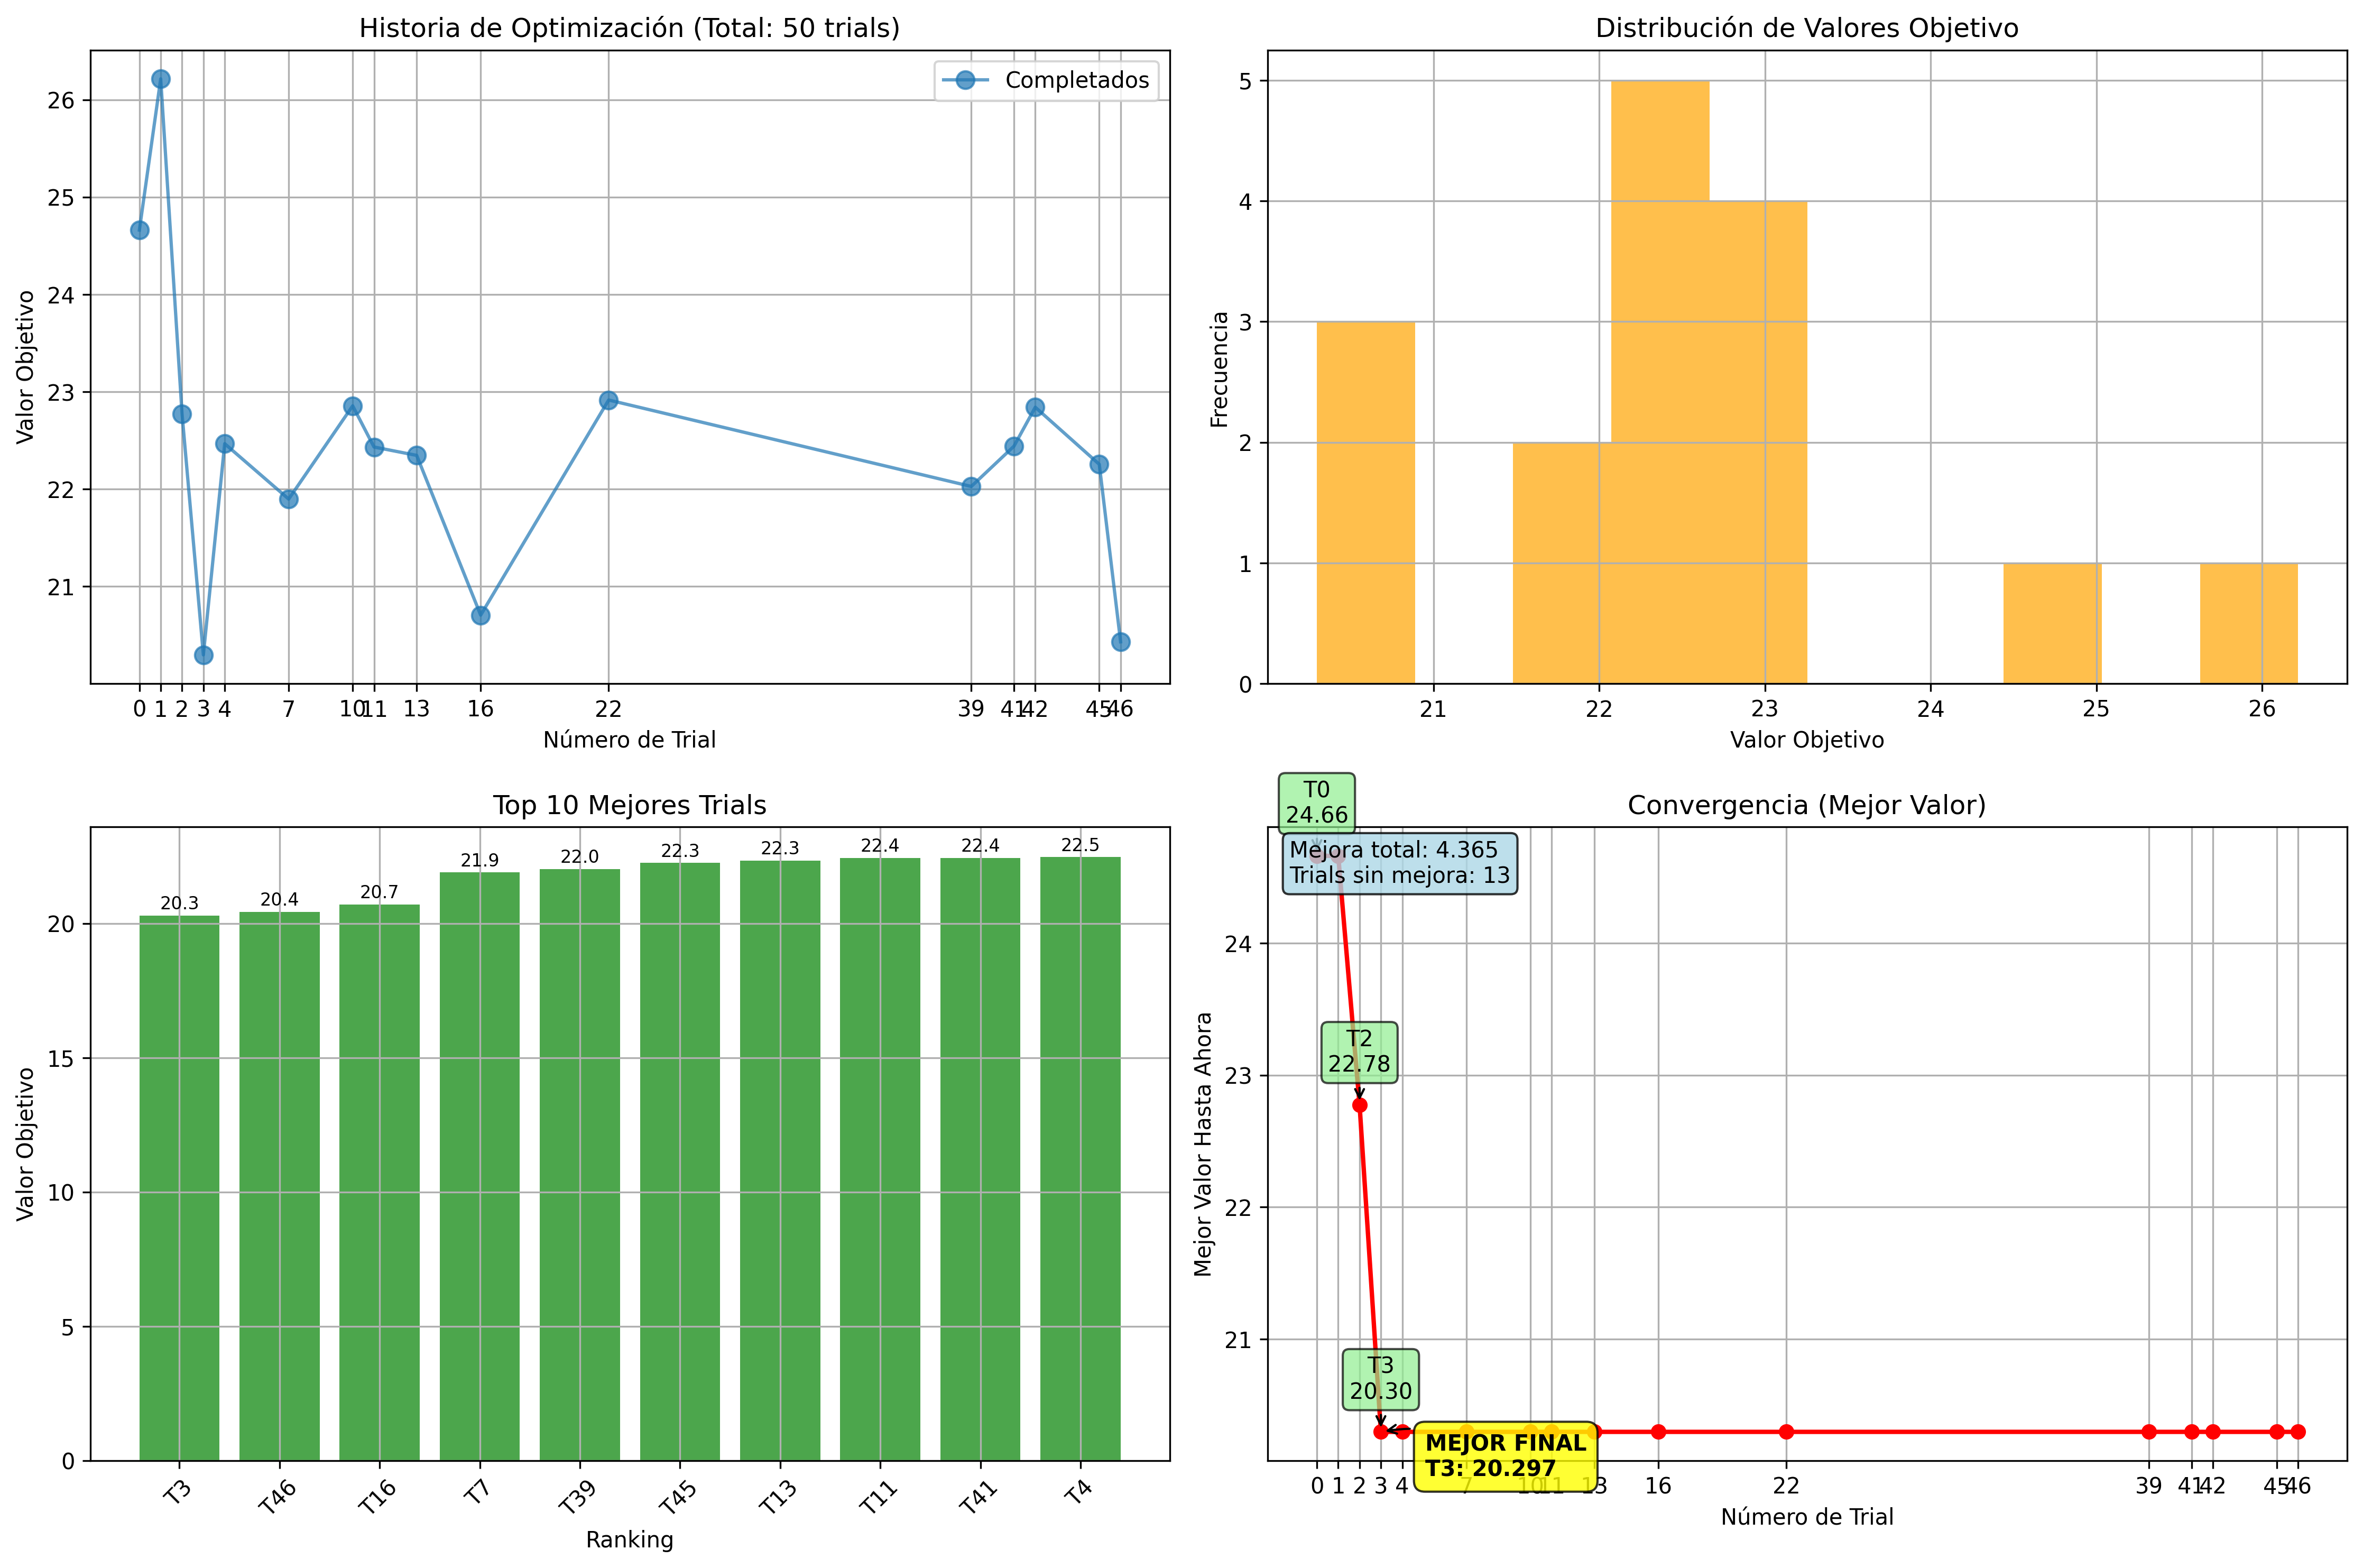 Historia de Optimización (Total: 50 trials)
Completados
Valor Objetivo
26
25
24
23
22
21
0 1 2 3 4 7 10 11 13 16 22 39 41 42 45 46
Número de Trial
Distribución de Valores Objetivo
Frecuencia
5
4
3
2
1
0
21 22 23 24 25 26
Valor Objetivo
Top 10 Mejores Trials
Valor Objetivo
20
15
10
5
0
20.3 20.4 20.7 21.9 22.0 22.3 22.3 22.4 22.4 22.5
T3 T46 T16 T7 T39 T45 T13 T11 T41 T4
Ranking
Convergencia (Mejor Valor)
T0
24.66
Mejora total: 4.365
Trials sin mejora: 13
Mejor Valor Hasta Ahora
24
23
22
21
T2
22.78
T3
20.30
MEJOR FINAL
T3: 20.297
0 1 2 3 4 7 10 11 13 16 22 39 41 42 45 46
Número de Trial